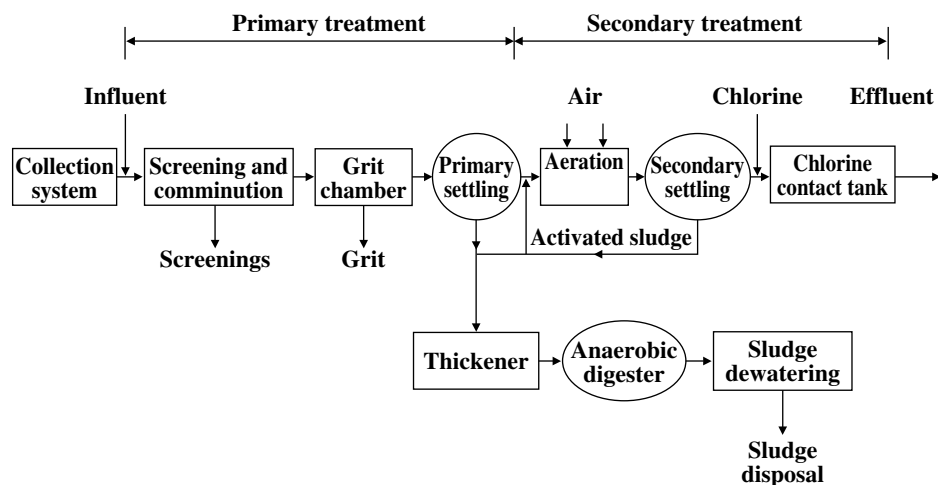 Primary treatment
Secondary treatment
Influent
Air
Chlorine
Effluent
Collection
system
Screening and
comminution
Grit
chamber
Primary
settling
Aeration
Secondary
settling
Chlorine
contact tank
Activated sludge
Screenings
Grit
Thickener
Anaerobic
digester
Sludge
dewatering
Sludge
disposal